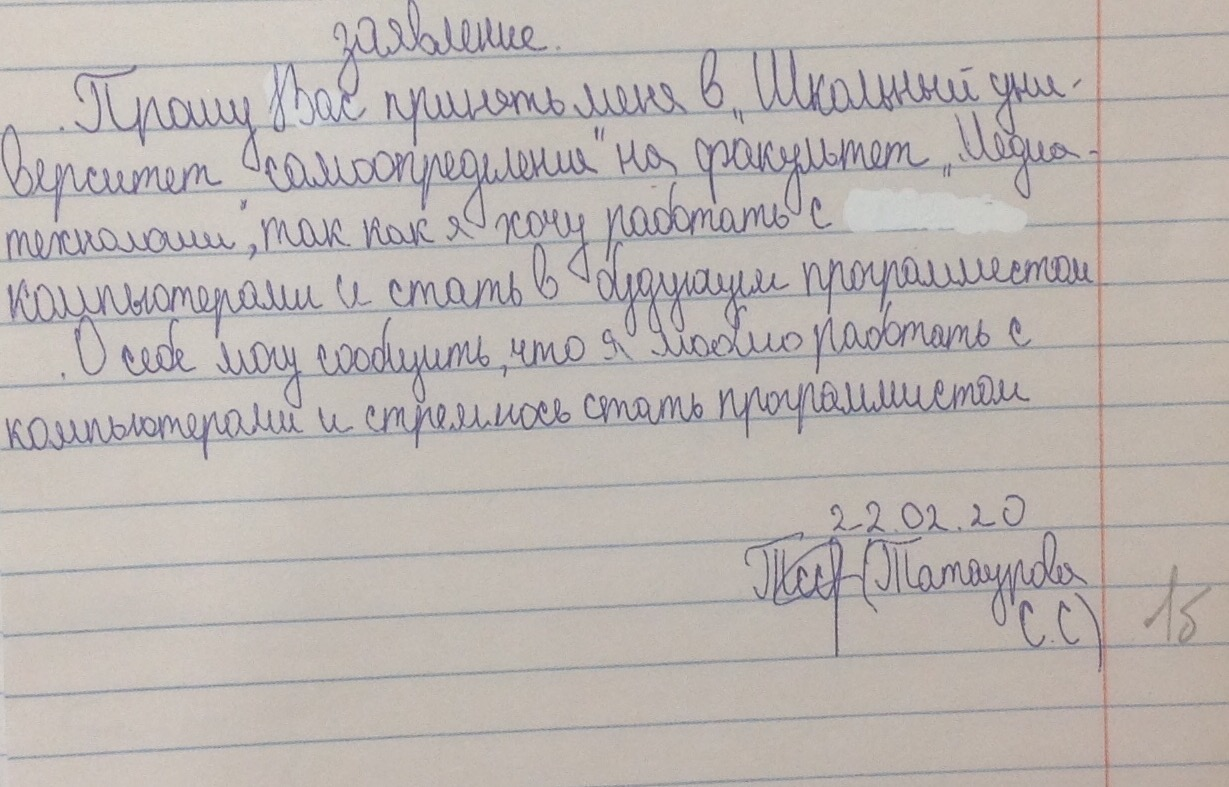 заявление.
Прошу Вас принять меня в "Школьный уни-
верситет самоопределения" на факультет "Медиа-
технологии", так как я хочу работать с
компьютерами и стать в будущем программистом
О себе могу сообщить, что я люблю работать с
компьютерами и стремлюсь стать программистом
22.02.20
(Татаурова
С.С)
15